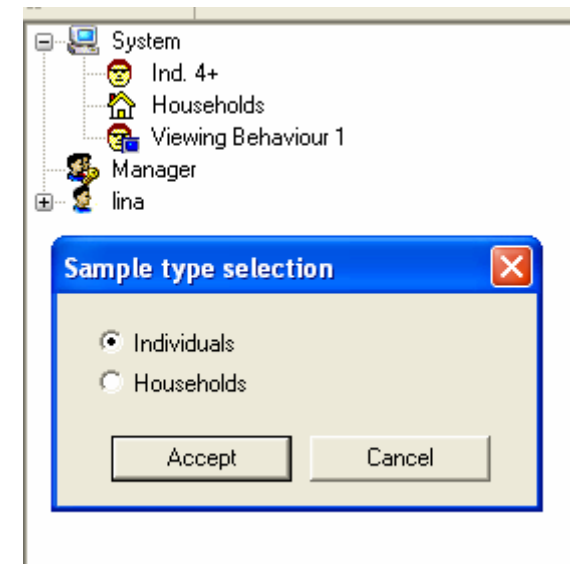 System
Ind. 4+
Households
Viewing Behaviour 1
Manager
lina
Sample type selection
Individuals
Households
Accept Cancel